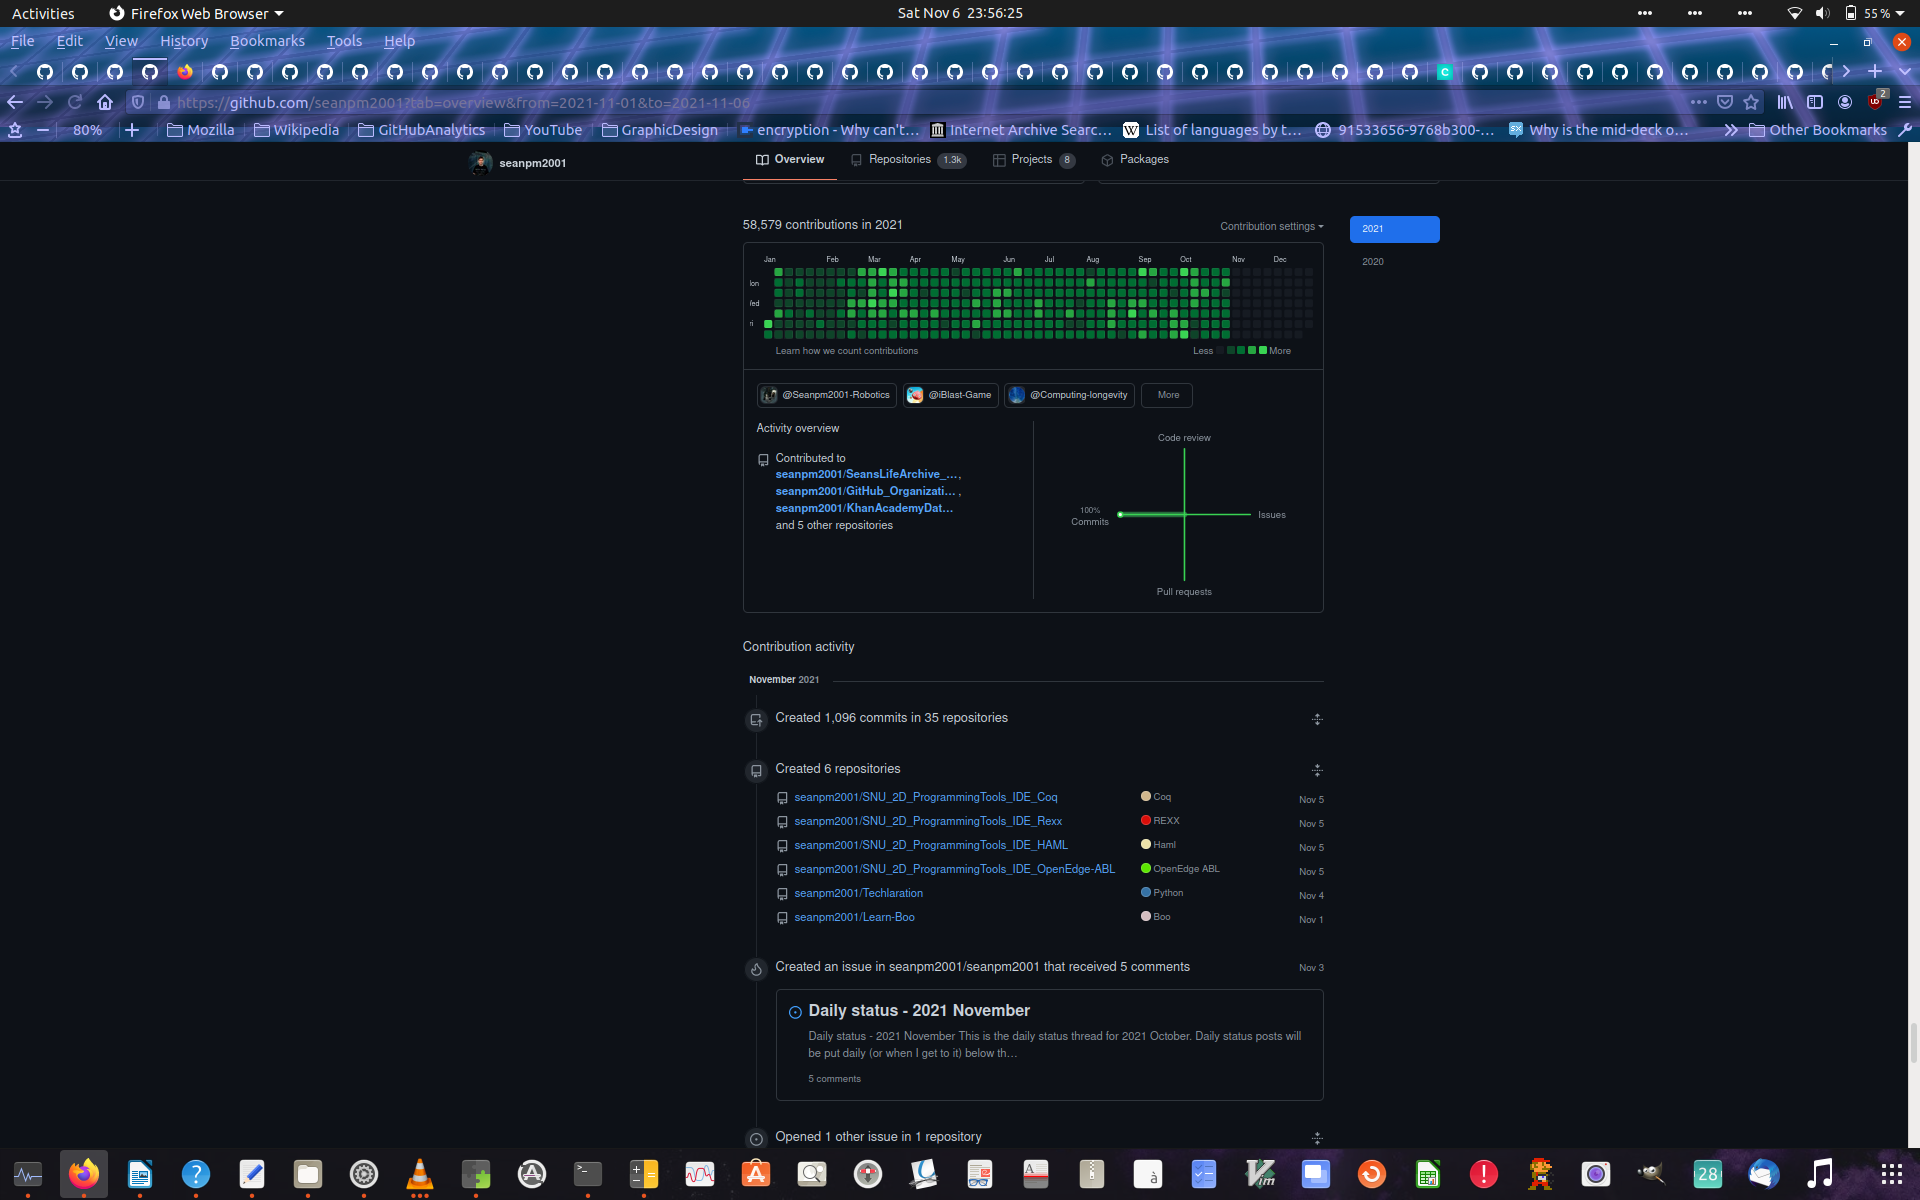 Activities
Firefox Web Browser
Sat Nov 6 23:56:25
55 %
File Edit View History Bookmarks Tools Help
https://github.com/seanpm2001?tab=overview&from=2021-11-01&to=2021-11-06
2
80%
Mozilla
Wikipedia
GitHubAnalytics
YouTube
GraphicDesign
encryption - Why can't…
Internet Archive Searc…
List of languages by t…
91533656-9768b300-…
Why is the mid-deck o…
Other Bookmarks
seanpm2001
Overview
Repositories 1.3k
Projects 8
Packages
58,579 contributions in 2021
Contribution settings
2021
2020
Jan Feb Mar Apr May Jun Jul Aug Sep Oct Nov Dec
Learn how we count contributions
Less More
@Seanpm2001-Robotics
@iBlast-Game
@Computing-longevity
More
Activity overview
Contributed to
seanpm2001/SeansLifeArchive_…,
seanpm2001/GitHub_Organizati… ,
seanpm2001/KhanAcademyDat…
and 5 other repositories
Code review
100%
Commits
Issues
Pull requests
Contribution activity
November 2021
Created 1,096 commits in 35 repositories
Created 6 repositories
seanpm2001/SNU_2D_ProgrammingTools_IDE_Coq Coq Nov 5
seanpm2001/SNU_2D_ProgrammingTools_IDE_Rexx REXX Nov 5
seanpm2001/SNU_2D_ProgrammingTools_IDE_HAML Haml Nov 5
seanpm2001/SNU_2D_ProgrammingTools_IDE_OpenEdge-ABL OpenEdge ABL Nov 5
seanpm2001/Techlaration Python Nov 4
seanpm2001/Learn-Boo Boo Nov 1
Created an issue in seanpm2001/seanpm2001 that received 5 comments Nov 3
Daily status - 2021 November
Daily status - 2021 November This is the daily status thread for 2021 October. Daily status posts will
be put daily (or when I get to it) below th…
5 comments
Opened 1 other issue in 1 repository
28